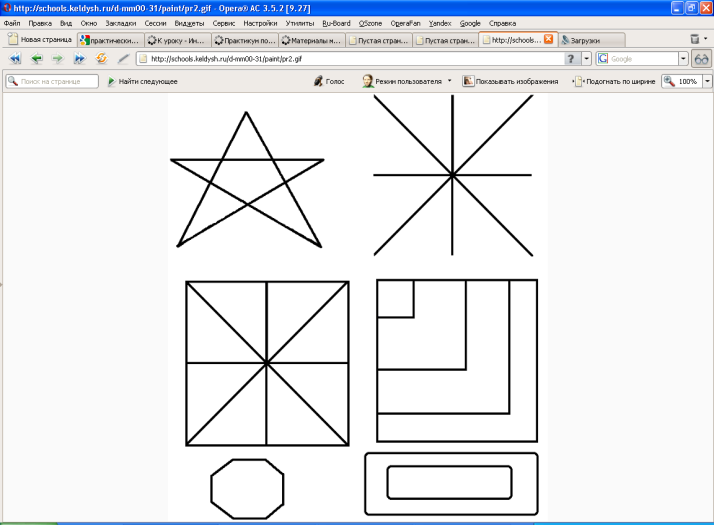 http://schools.keldysh.ru/d-mm00-31/paint/pr2.gif - Opera® AC 3.5.2 [9.27]
Файл Правка Вид Окно Закладки Сессии Виджеты Сервис Настройки Утилиты Ru-Board OSzone OperaFan Yandex Google Справка
Новая страница практически... К уроку - Ин... Практикум по... Материалы м... Пустая стран... Пустая стран... http://schools... Загрузки
http://schools.keldysh.ru/d-mm00-31/paint/pr2.gif ? Google
Поиск на странице Найти следующее Голос Режим пользователя Показывать изображения Подогнать по ширине 100%